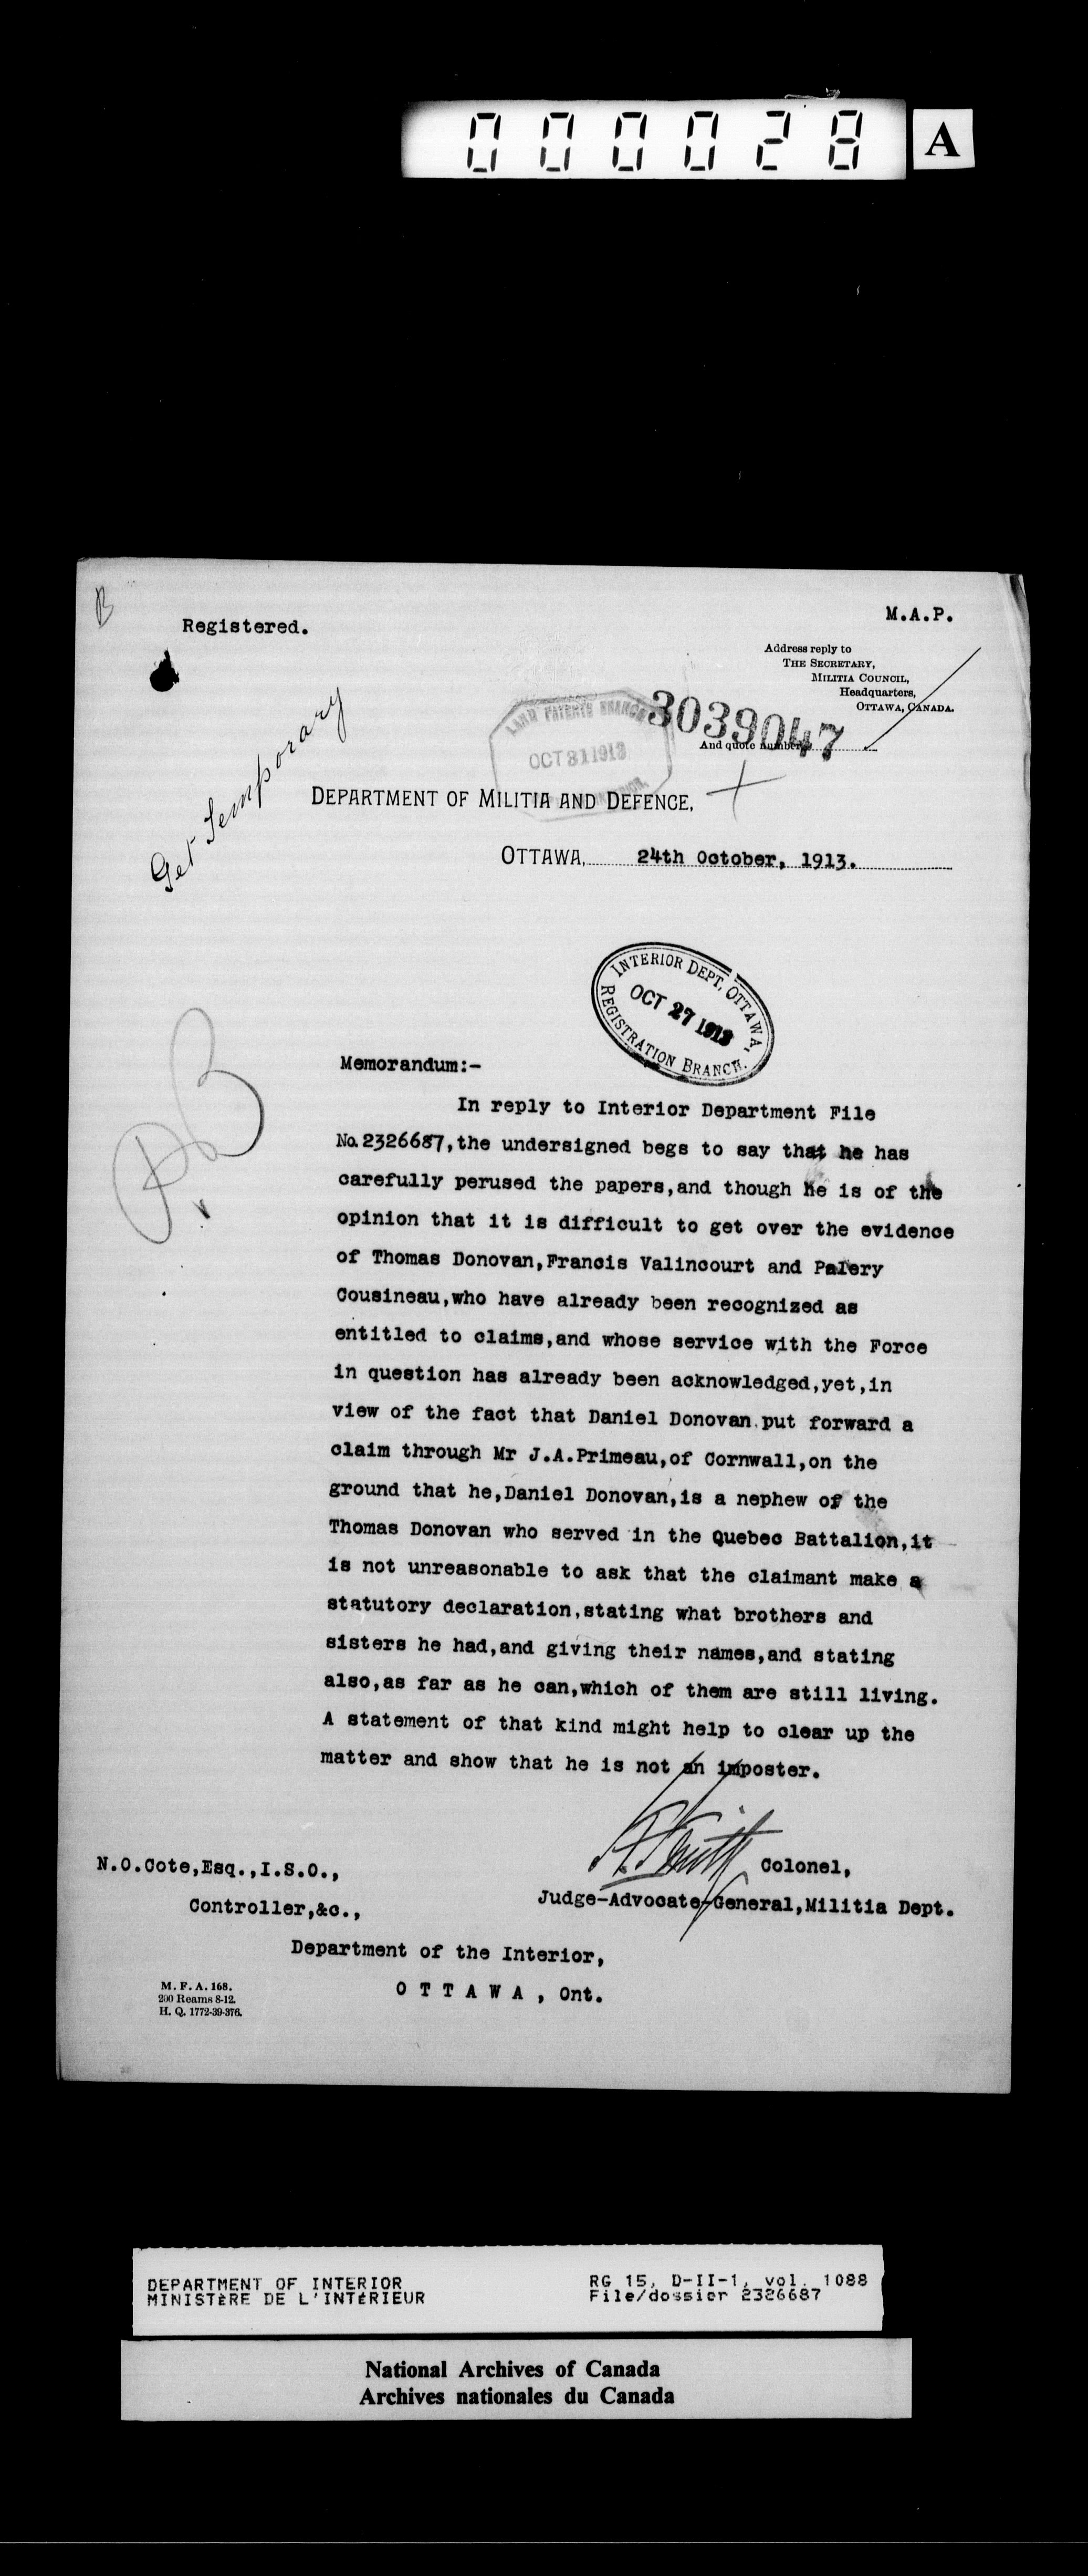 000028 A
M.A.P.
B
Registered.
Address reply to
THE SECRETARY,
MILITIA COUNCIL,
Headquarters,
OTTAWA, CANADA.
Get Temporary
LAND PATENTS BRANCH
OCT 31 1913
3039047
And quote number
DEPARTMENT OF MILITIA AND DEFENCE,
OTTAWA, 24th October, 1913.
INTERIOR DEPT, OTTAWA,
OCT 27 1913
REGISTRATION BRANCH.
Memorandum:-
In reply to Interior Department File
No. 2326687,the undersigned begs to say that he has
carefully perused the papers,and though he is of the
opinion that it is difficult to get over the evidence
of Thomas Donovan,Francis Valincourt and Palery
Cousineau,who have already been recognized as
entitled to claims,and whose service with the Force
in question has already been acknowledged,yet,in
view of the fact that Daniel Donovan put forward a
claim through Mr J.A.Primeau,of Cornwall,on the
ground that he,Daniel Donovan,is a nephew of the
Thomas Donovan who served in the Quebec Battalion,it
is not unreasonable to ask that the claimant make a
statutory declaration,stating what brothers and
sisters he had,and giving their names,and stating
also,as far as he can,which of them are still living.
A statement of that kind might help to clear up the
matter and show that he is not an imposter.
Colonel,
Judge-Advocate-General,Militia Dept.
N.O.Cote,Esq.,I.S.O.,
Controller,&c.,
Department of the Interior,
O T T A W A , Ont.
M. F. A. 168.
200 Reams 8-12.
H. Q. 1772-39-376.
DEPARTMENT OF INTERIOR
MINISTÈRE DE L'INTÉRIEUR
RG 15, D-II-1, vol. 1088
File/dossier 2326687
National Archives of Canada
Archives nationales du Canada